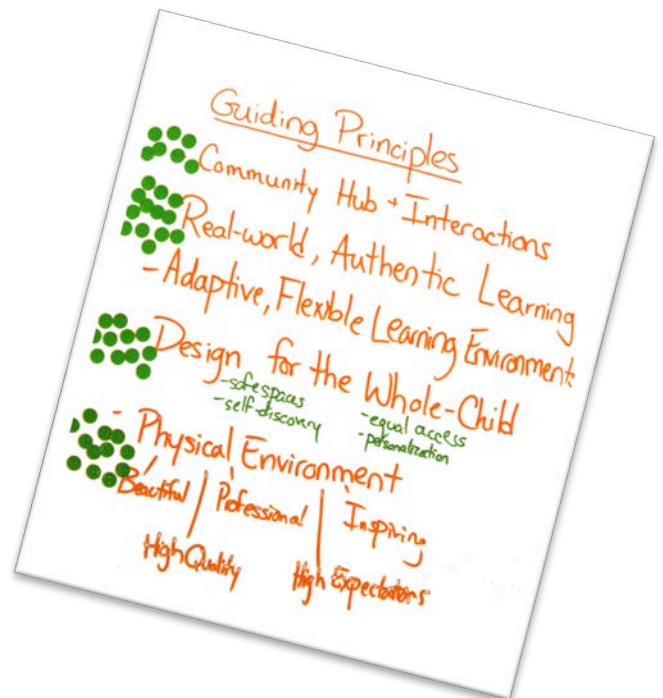 Guiding Principles
Community Hub + Interactions
Real-world, Authentic Learning
- Adaptive, Flexible Learning Environments
Design for the Whole-Child
- safe spaces
- self-discovery
- equal access
- personalization
- Physical Environment
Beautiful | Professional | Inspiring
High Quality
High Expectations